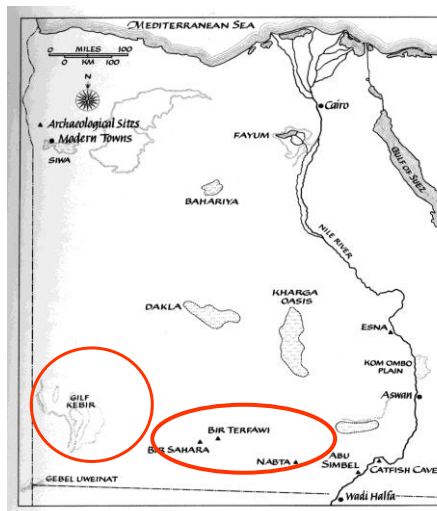 MEDITERRANEAN SEA
0 MILES 100
0 KM 100
N
Archaeological Sites
Modern Towns
SIWA
Cairo
FAYUM
GULF OF SUEZ
BAHARIYA
NILE RIVER
DAKLA
KHARGA
OASIS
ESNA
KOM OMBO
PLAIN
Aswan
GILF
KEBIR
BIR TERFAWI
BIR SAHARA
NABTA
ABU
SIMBEL
CATFISH CAVE
GEBEL UWEINAT
Wadi Halfa